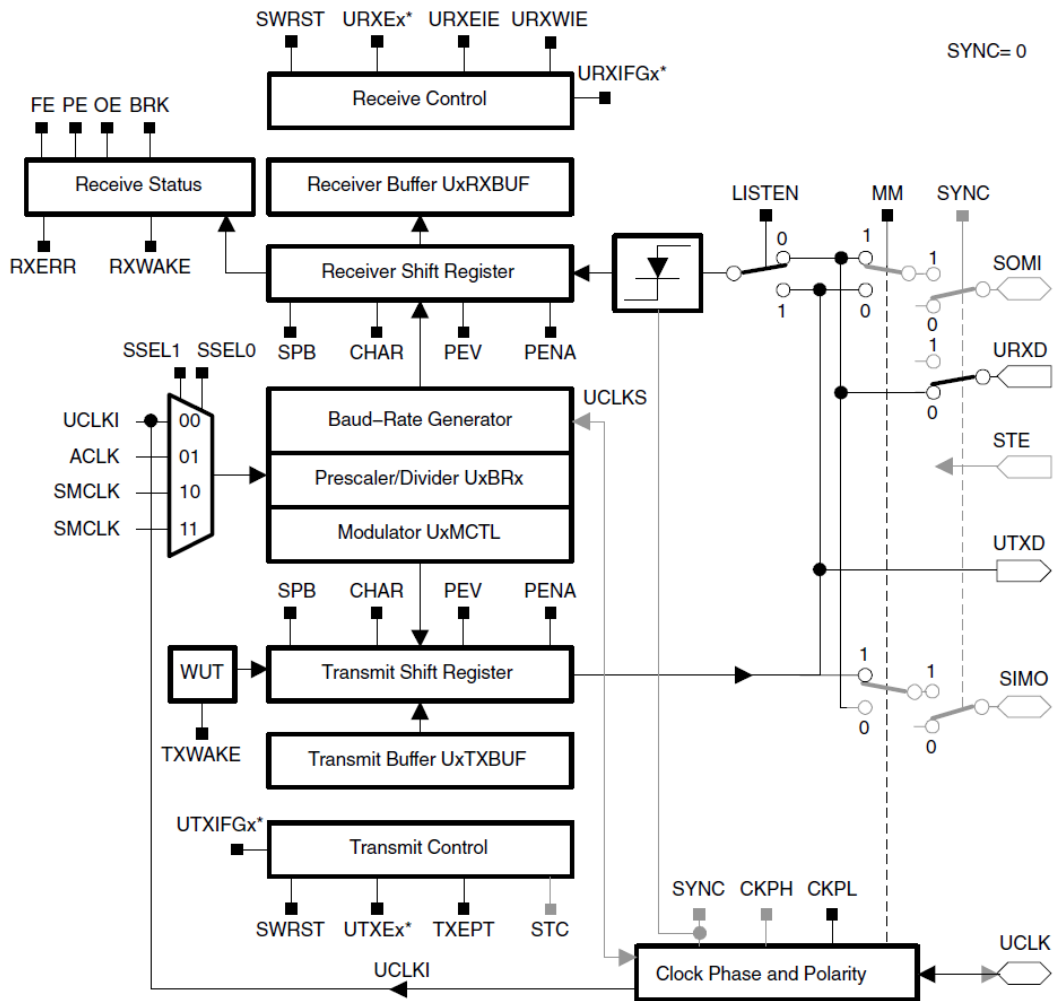 SWRST URXEx* URXEIE URXWIE
SYNC= 0
URXIFGx*
Receive Control
FE PE OE BRK
Receive Status
Receiver Buffer UxRXBUF
LISTEN MM SYNC
RXERR RXWAKE
Receiver Shift Register
0 1 1
SOMI
1 0 0
SPB CHAR PEV PENA
SSEL1 SSEL0
1
URXD
0
UCLKS
UCLKI 00
Baud–Rate Generator
ACLK 01
STE
SMCLK 10
Prescaler/Divider UxBRx
SMCLK 11
Modulator UxMCTL
UTXD
SPB CHAR PEV PENA
WUT
Transmit Shift Register
1 1
SIMO
0 0
TXWAKE
Transmit Buffer UxTXBUF
UTXIFGx*
Transmit Control
SWRST UTXEx* TXEPT STC
SYNC CKPH CKPL
UCLKI
Clock Phase and Polarity
UCLK